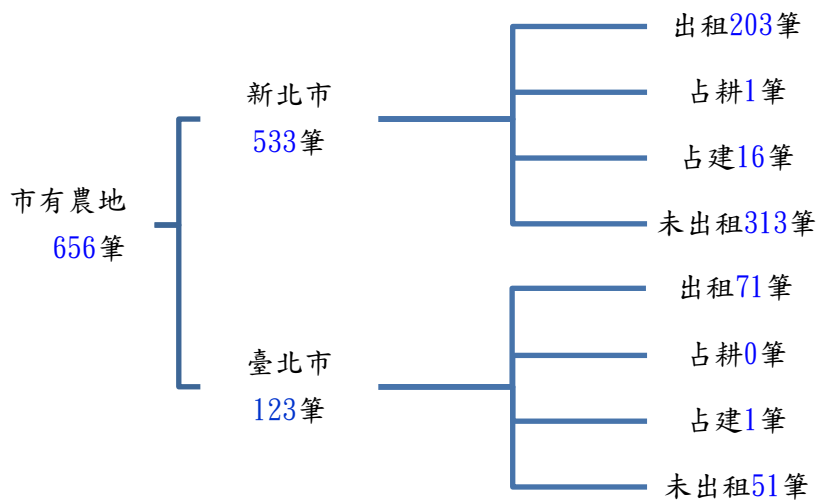 市有農地
656筆
新北市
533筆
出租203筆
占耕1筆
占建16筆
未出租313筆
臺北市
123筆
出租71筆
占耕0筆
占建1筆
未出租51筆